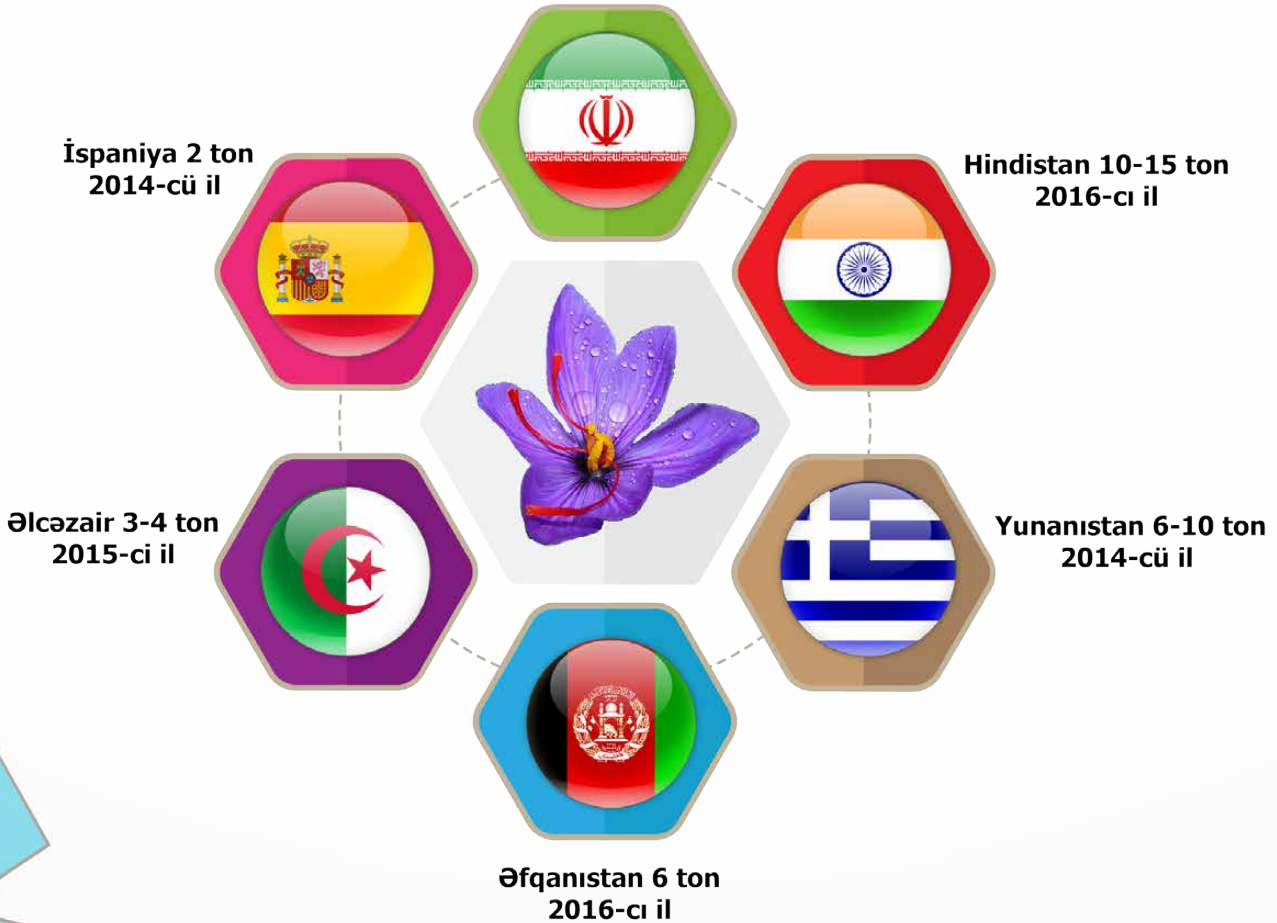 İspaniya 2 ton
2014-cü il
Hindistan 10-15 ton
2016-cı il
Əlcəzair 3-4 ton
2015-ci il
Yunanıstan 6-10 ton
2014-cü il
Əfqanıstan 6 ton
2016-cı il